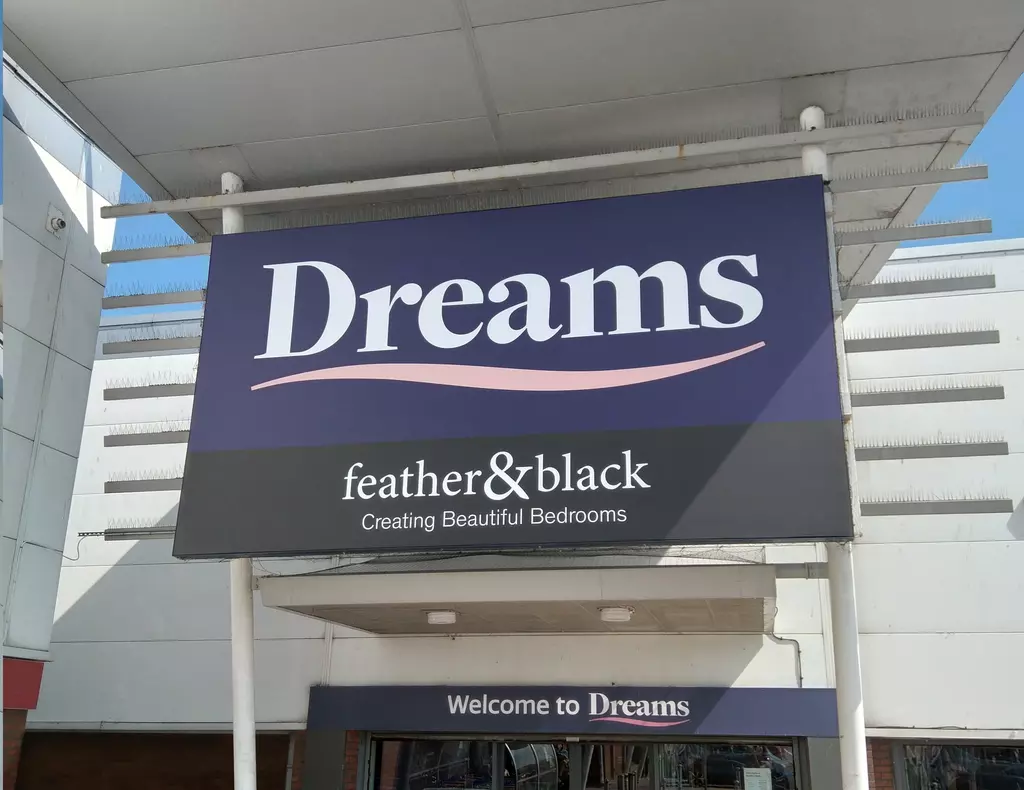 Dreams
feather&black
Creating Beautiful Bedrooms
Welcome to Dreams